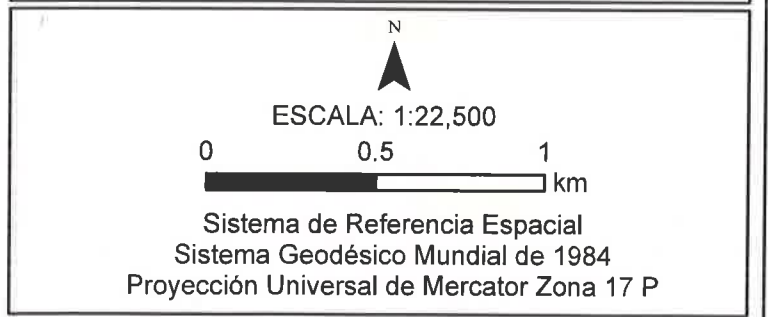 N
ESCALA: 1:22,500
0 0.5 1
km
Sistema de Referencia Espacial
Sistema Geodésico Mundial de 1984
Proyección Universal de Mercator Zona 17 P